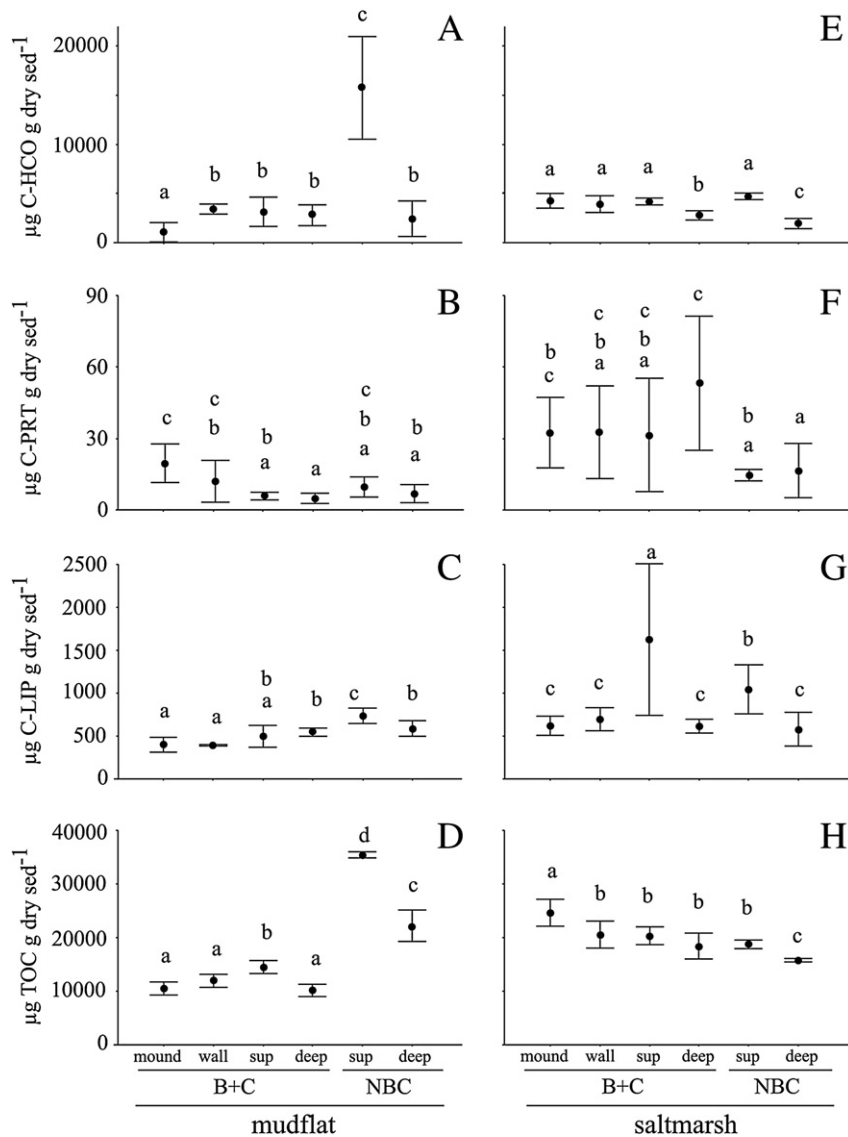 A
E
μg C-HCO g dry sed⁻¹
20000
10000
0
a
b
b
b
c
b
a
a
a
b
a
c
B
F
μg C-PRT g dry sed⁻¹
90
60
30
0
c
c
b
b
a
a
c
b
a
b
a
b
c
c
b
a
c
b
a
c
b
a
a
C
G
μg C-LIP g dry sed⁻¹
2500
2000
1500
1000
500
0
a
a
b
a
b
c
b
c
c
a
c
b
c
D
H
μg TOC g dry sed⁻¹
40000
30000
20000
10000
0
a
a
b
a
d
c
a
b
b
b
b
c
mound wall sup deep sup deep
B+C NBC
mudflat
mound wall sup deep sup deep
B+C NBC
saltmarsh